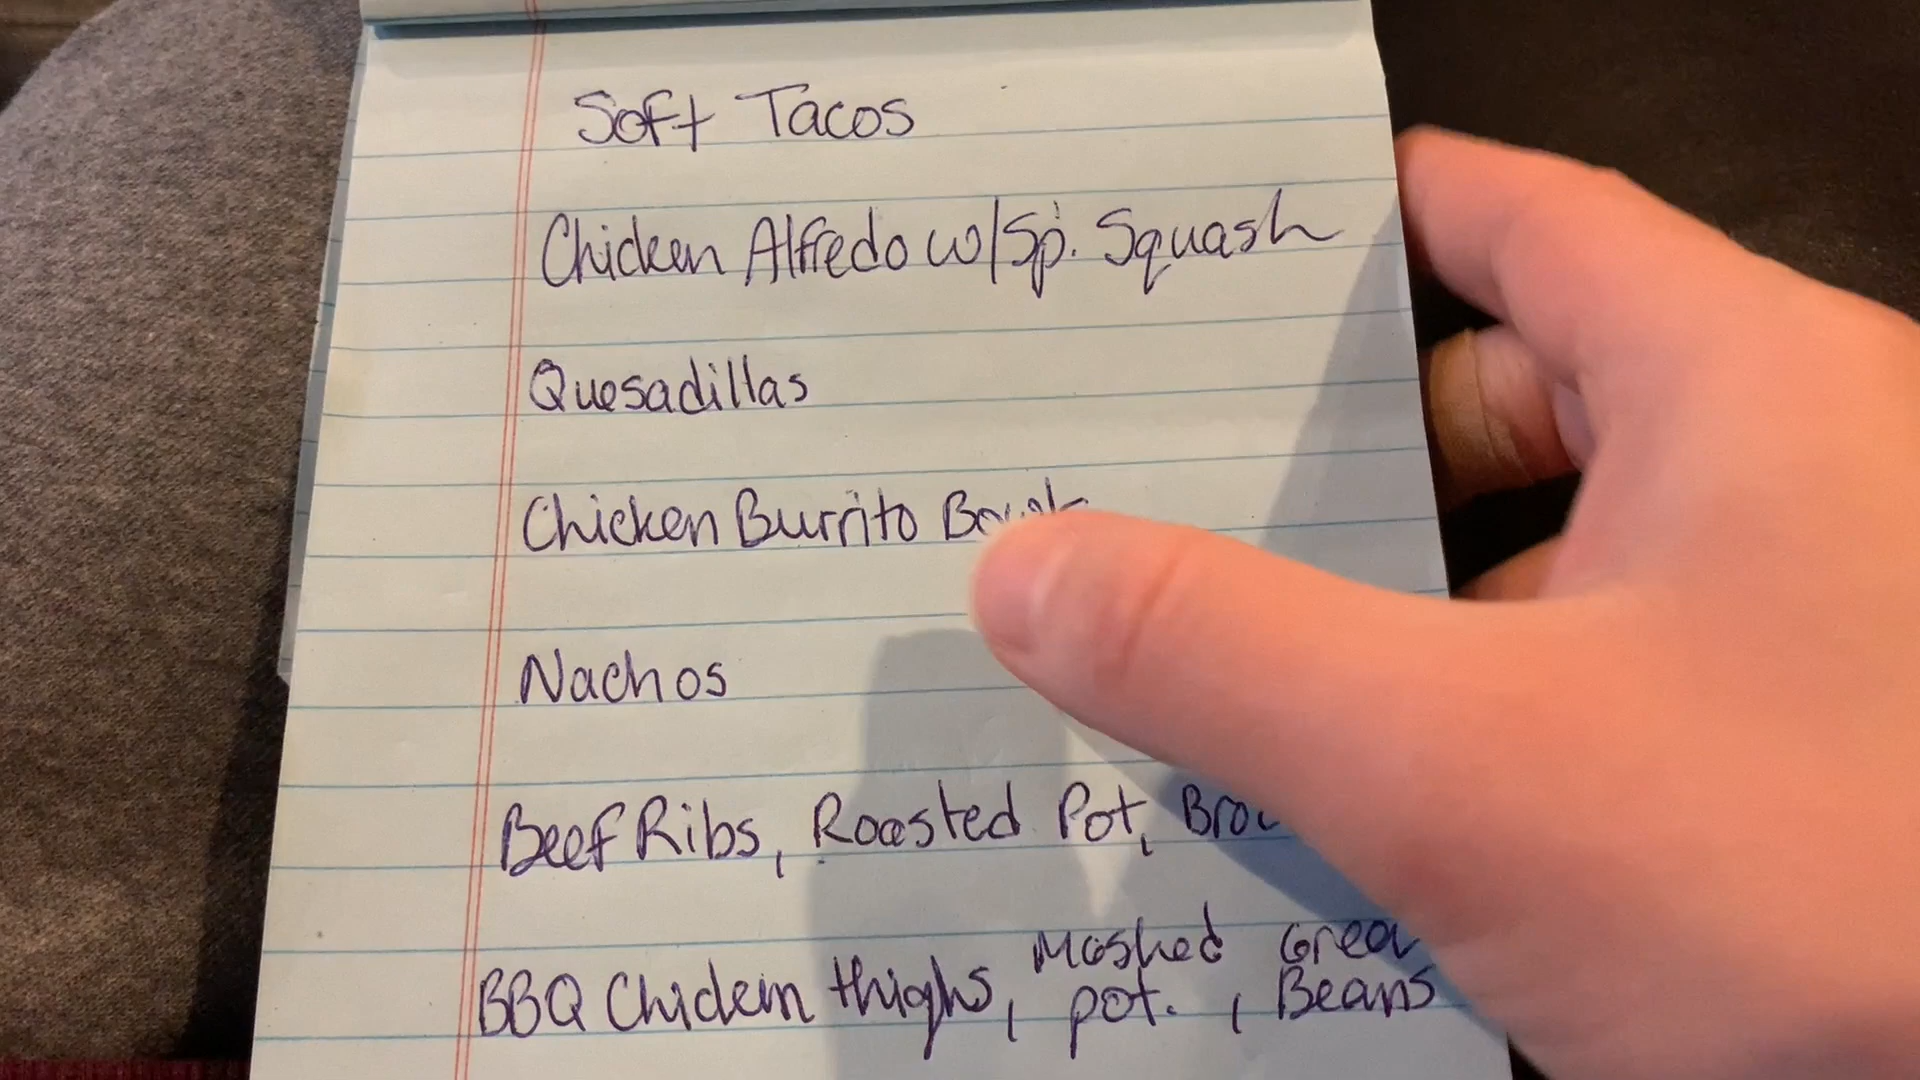 Soft Tacos
Chicken Alfredo w/Sp. Squash
Quesadillas
Chicken Burrito
Nachos
Beef Ribs, Roasted Pot,
BBQ Chicken thighs, Mashed pot., Green Beans